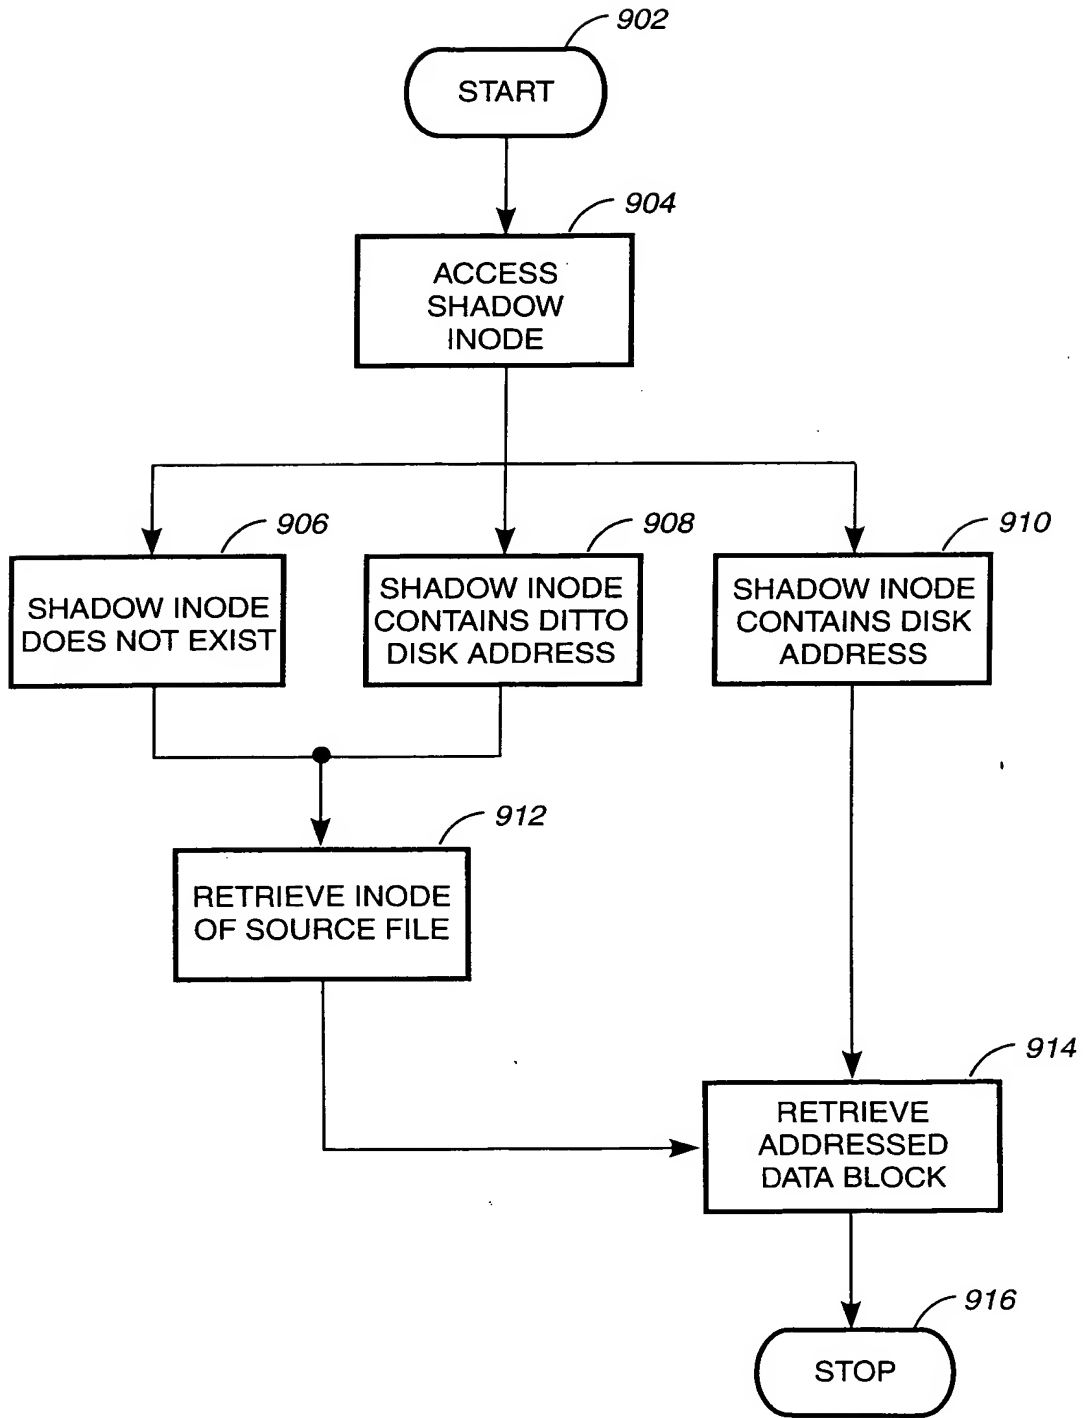 902
START
904
ACCESS
SHADOW
INODE
906
SHADOW INODE
DOES NOT EXIST
908
SHADOW INODE
CONTAINS DITTO
DISK ADDRESS
910
SHADOW INODE
CONTAINS DISK
ADDRESS
912
RETRIEVE INODE
OF SOURCE FILE
914
RETRIEVE
ADDRESSED
DATA BLOCK
916
STOP